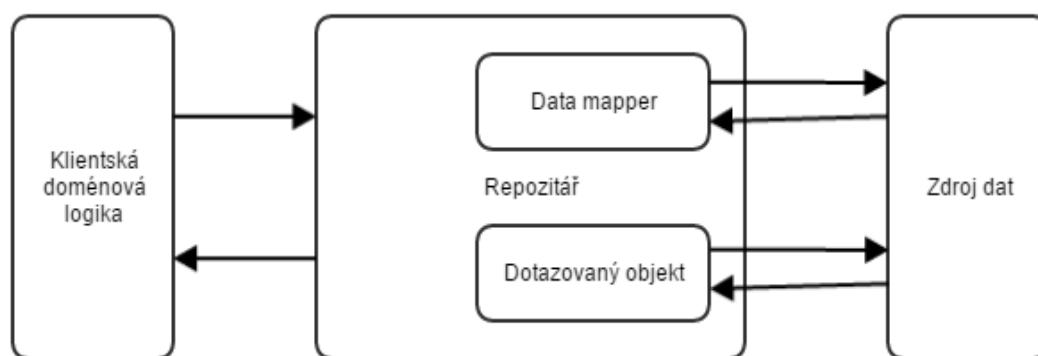 Klientská
doménová
logika
Data mapper
Repozitář
Dotazovaný objekt
Zdroj dat